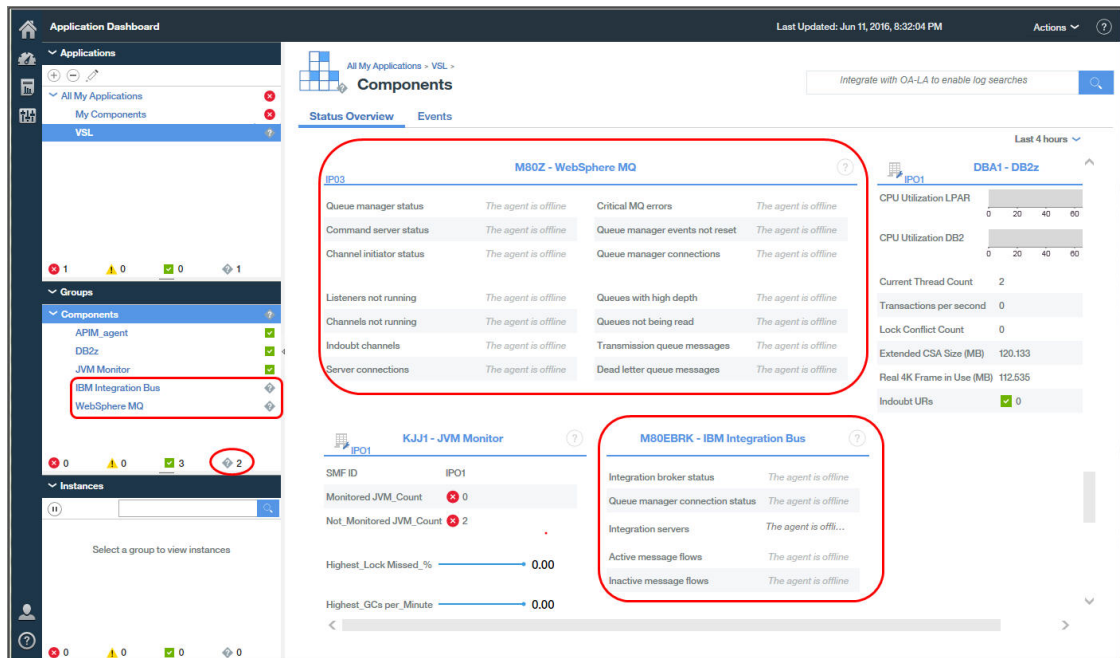 Application Dashboard
Last Updated: Jun 11, 2016, 8:32:04 PM
Actions
?
Applications
All My Applications
My Components
VSL
?
1
0
0
1
Groups
Components
?
APIM_agent
DB2z
JVM Monitor
IBM Integration Bus
?
WebSphere MQ
?
0
0
3
2
Instances
Select a group to view instances
0
0
0
0
?
All My Applications > VSL >
Components
Integrate with OA-LA to enable log searches
Status Overview Events
Last 4 hours
M80Z - WebSphere MQ
?
IP03
Queue manager status The agent is offline Critical MQ errors The agent is offline
Command server status The agent is offline Queue manager events not reset The agent is offline
Channel initiator status The agent is offline Queue manager connections The agent is offline
Listeners not running The agent is offline Queues with high depth The agent is offline
Channels not running The agent is offline Queues not being read The agent is offline
Indoubt channels The agent is offline Transmission queue messages The agent is offline
Server connections The agent is offline Dead letter queue messages The agent is offline
DBA1 - DB2z
IPO1
CPU Utilization LPAR
0 20 40 60
CPU Utilization DB2
0 20 40 60
Current Thread Count 2
Transactions per second 0
Lock Conflict Count 0
Extended CSA Size (MB) 120.133
Real 4K Frame in Use (MB) 112.535
Indoubt URs 0
KJJ1 - JVM Monitor
?
IPO1
SMF ID IPO1
Monitored JVM_Count 0
Not_Monitored JVM_Count 2
Highest_Lock Missed_% 0.00
Highest_GCs per_Minute 0.00
M80EBRK - IBM Integration Bus
?
Integration broker status The agent is offline
Queue manager connection status The agent is offline
Integration servers The agent is offli...
Active message flows The agent is offline
Inactive message flows The agent is offline